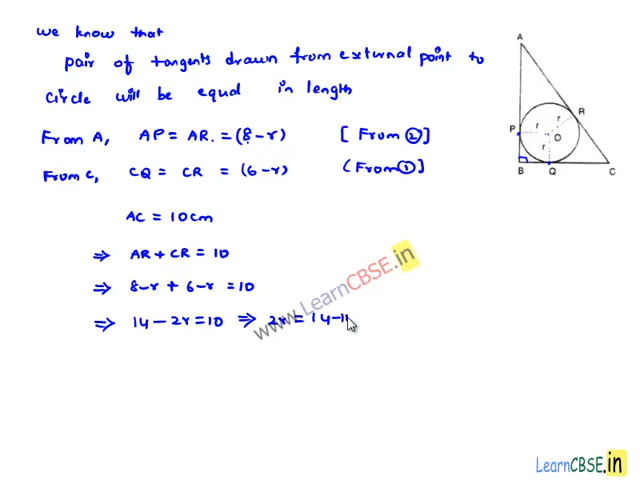 we know that
pair of tangents drawn from external point to
circle will be equal in length
From A, AP = AR. = (8-r) [From ②]
From C, CQ = CR = (6-r) (From ①)
AC = 10cm
⇒ AR + CR = 10
⇒ 8-r + 6-r = 10
⇒ 14 - 2r = 10 ⇒ 2r = 14-1
A
R
P
r
r
O
r
B
Q
C
www.LearnCBSE.in
LearnCBSE.in